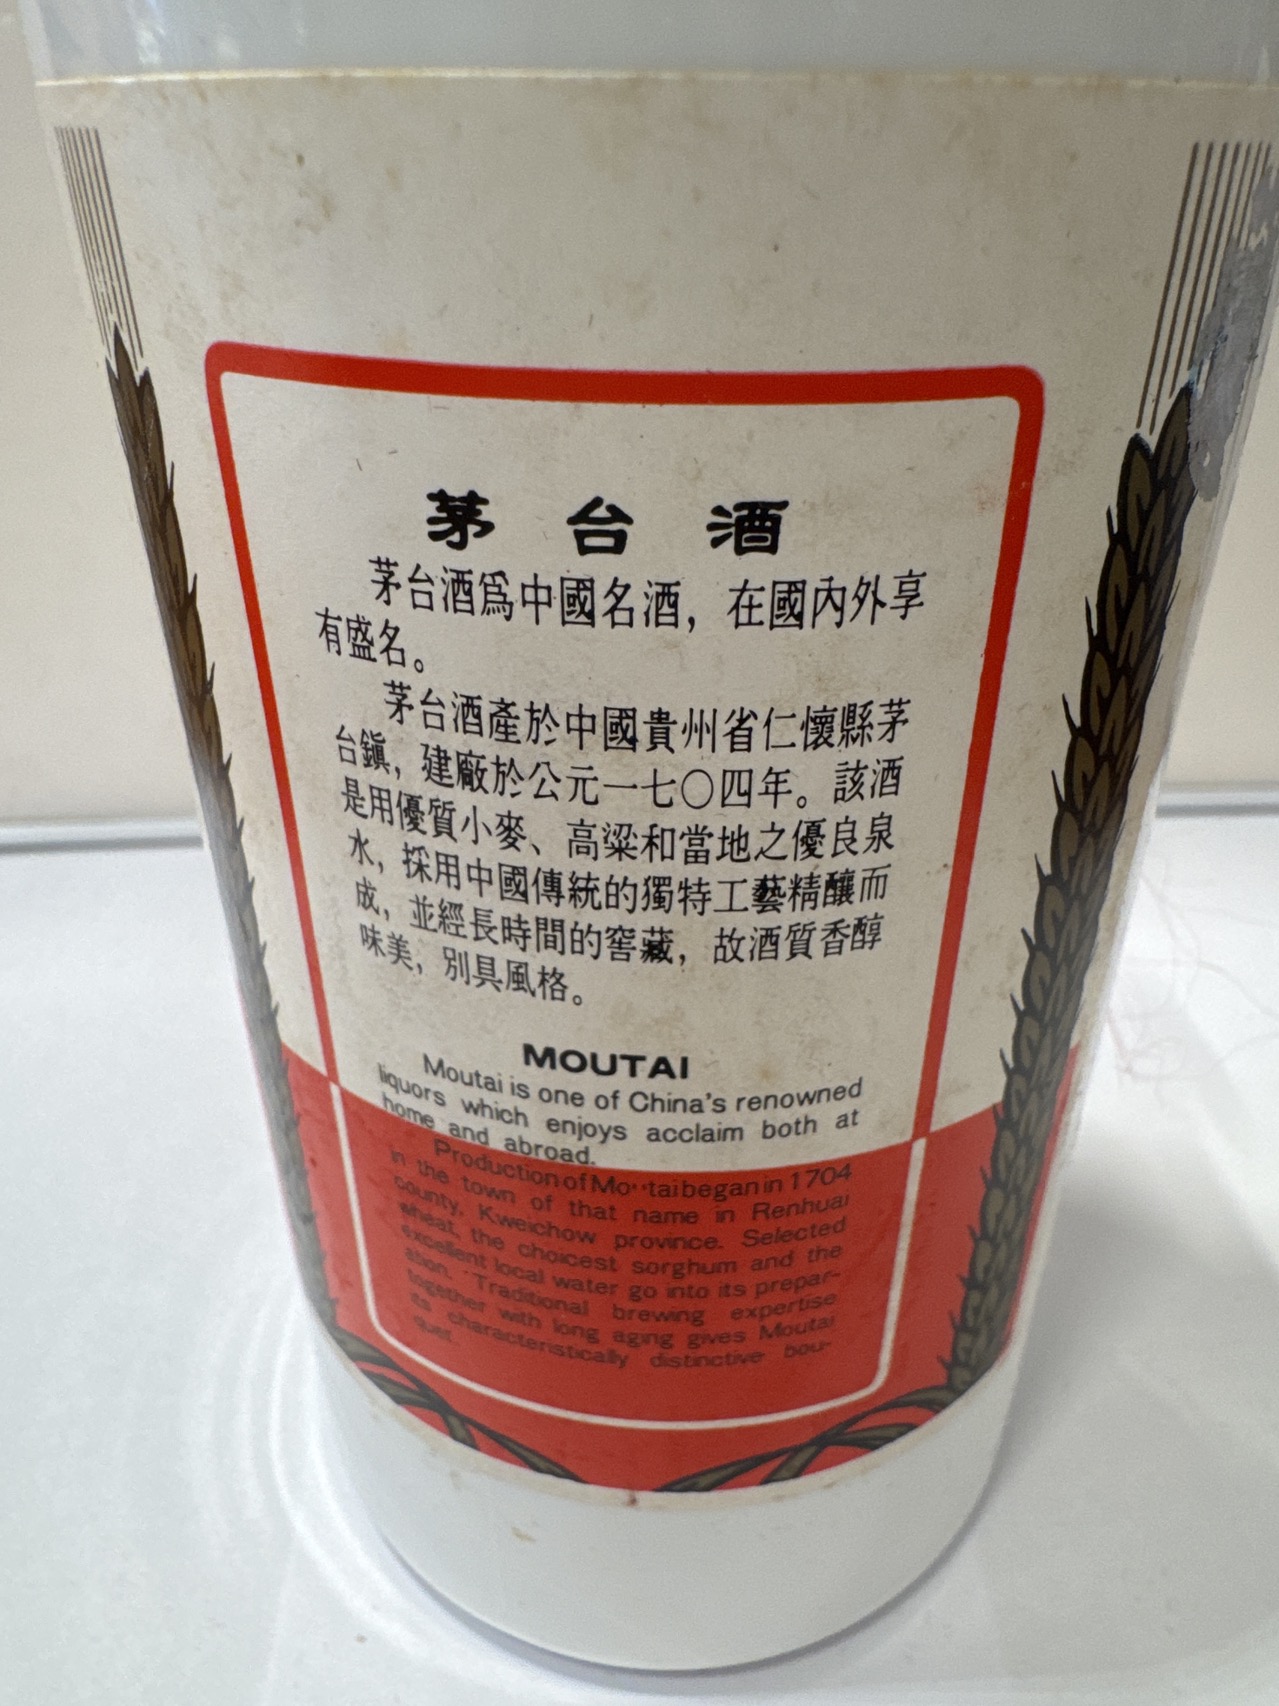 茅台酒
茅台酒爲中國名酒，在國內外享
有盛名。
茅台酒產於中國貴州省仁懷縣茅
台鎭，建廠於公元一七〇四年。該酒
是用優質小麥、高粱和當地之優良泉
水，採用中國傳統的獨特工藝精釀而
成，並經長時間的窖藏，故酒質香醇
味美，別具風格。
MOUTAI
Moutai is one of China's renowned
liquors which enjoys acclaim both at
home and abroad.
Production of Moutai began in 1704
in the town of that name in Renhuai
county, Kweichow province. Selected
wheat, the choicest sorghum and the
excellent local water go into its prepar-
ation. Traditional brewing expertise
together with long aging gives Moutai
its characteristically distinctive bou-
quet.